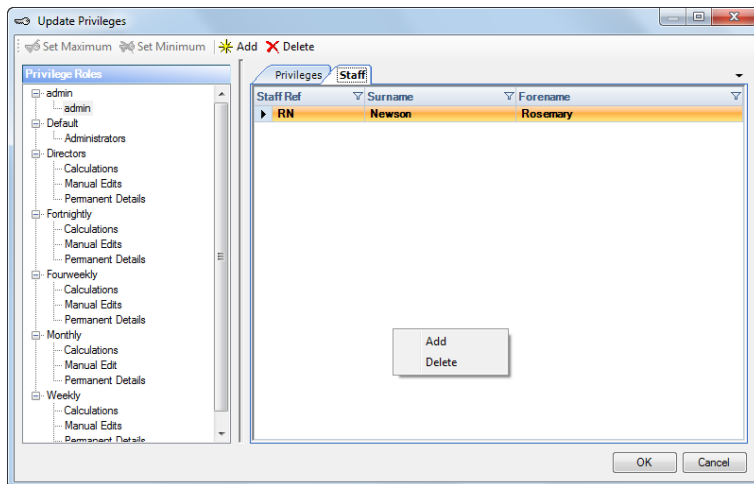 Update Privileges
Set Maximum Set Minimum Add Delete
Privilege Roles
admin
admin
Default
Administrators
Directors
Calculations
Manual Edits
Permanent Details
Fortnightly
Calculations
Manual Edits
Permanent Details
Fourweekly
Calculations
Manual Edits
Permanent Details
Monthly
Calculations
Manual Edit
Permanent Details
Weekly
Calculations
Manual Edits
Permanent Details
Privileges Staff
Staff Ref Surname Forename
RN Newson Rosemary
Add
Delete
OK Cancel